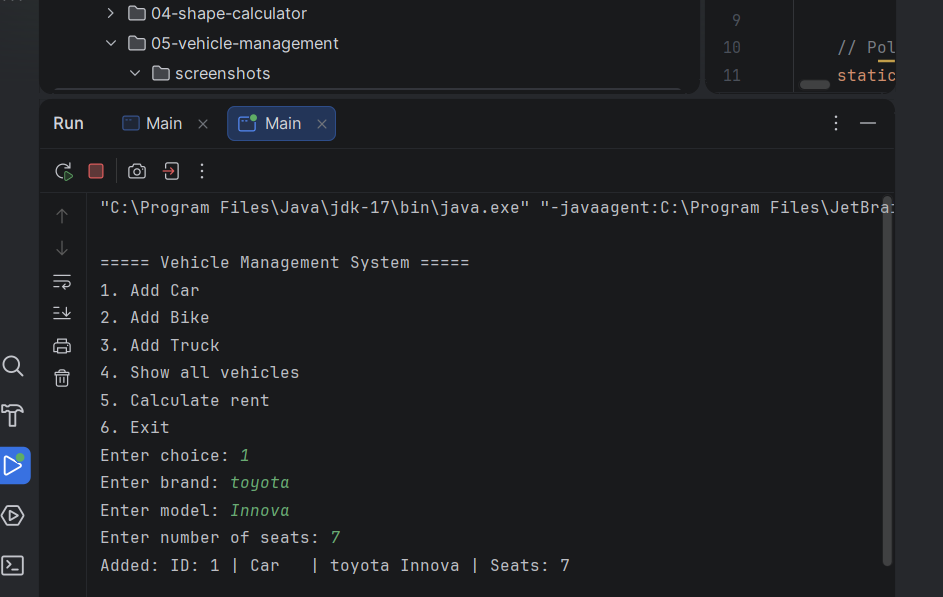 04-shape-calculator
05-vehicle-management
screenshots
9
10 // Pol
11 static
Run Main Main
"C:\Program Files\Java\jdk-17\bin\java.exe" "-javaagent:C:\Program Files\JetBra
===== Vehicle Management System =====
1. Add Car
2. Add Bike
3. Add Truck
4. Show all vehicles
5. Calculate rent
6. Exit
Enter choice: 1
Enter brand: toyota
Enter model: Innova
Enter number of seats: 7
Added: ID: 1 | Car   | toyota Innova | Seats: 7